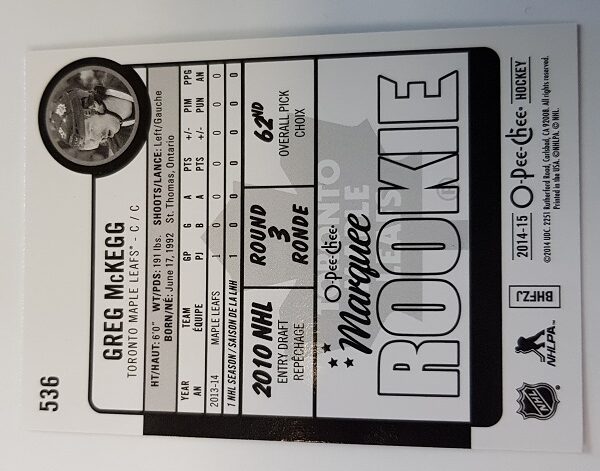 536
GREG McKEGG
TORONTO MAPLE LEAFS® - C / C
HT/HAUT: 6'0" WT/PDS: 191 lbs. SHOOTS/LANCE: Left/Gauche
BORN/NÉ: June 17, 1992 St. Thomas, Ontario
YEAR TEAM GP G A PTS +/- PIM PPG
AN ÉQUIPE PJ B A PTS +/- PUN AN
2013-14 MAPLE LEAFS 1 0 0 0 0 0 0
1 NHL SEASON / SAISON DE LA LNH 1 0 0 0 0 0 0
2010 NHL
ENTRY DRAFT
REPÊCHAGE
ROUND
3
RONDE
62ND
OVERALL PICK
CHOIX
O-Pee-Chee
Marquee
ROOKIE
NHL
NHLPA™
BHFZJ
2014-15 O-Pee-Chee HOCKEY
©2014 UDC. 2251 Rutherford Road, Carlsbad, CA 92008. All rights reserved.
Printed in the USA. ©NHLPA. © NHL.